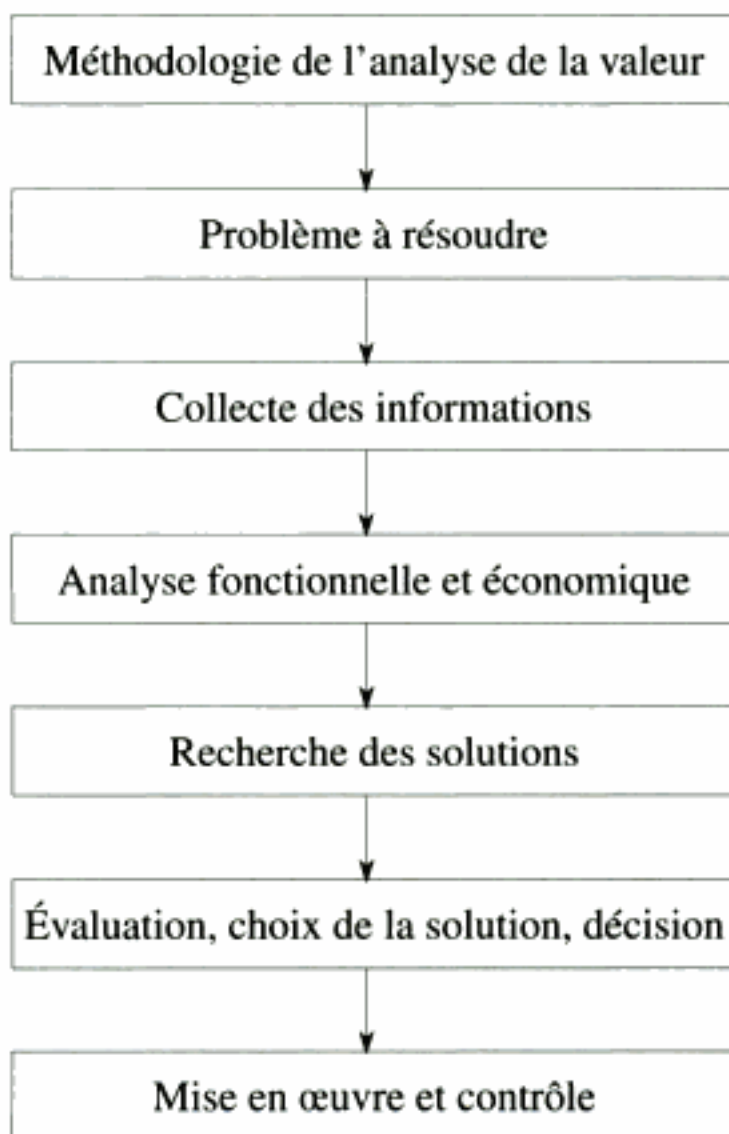 Méthodologie de l'analyse de la valeur
Problème à résoudre
Collecte des informations
Analyse fonctionnelle et économique
Recherche des solutions
Évaluation, choix de la solution, décision
Mise en œuvre et contrôle